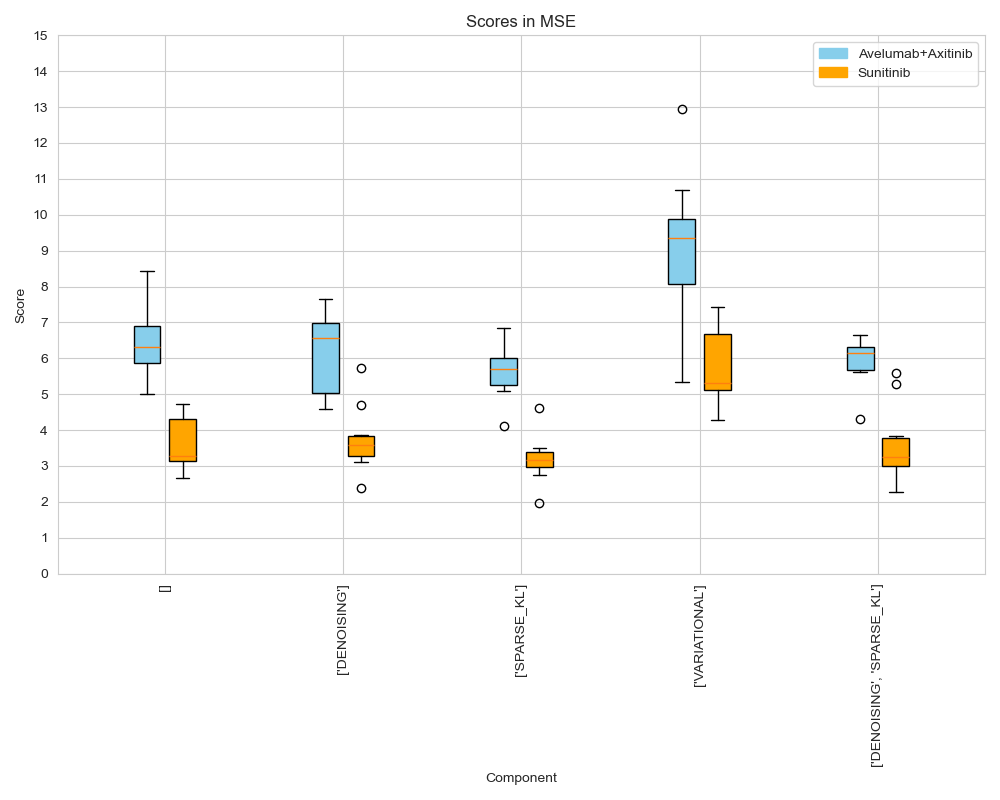 Scores in MSE
Avelumab+Axitinib
Sunitinib
15
14
13
12
11
10
9
8
7
6
5
4
3
2
1
0
Score
[]
['DENOISING']
['SPARSE_KL']
['VARIATIONAL']
['DENOISING', 'SPARSE_KL']
Component